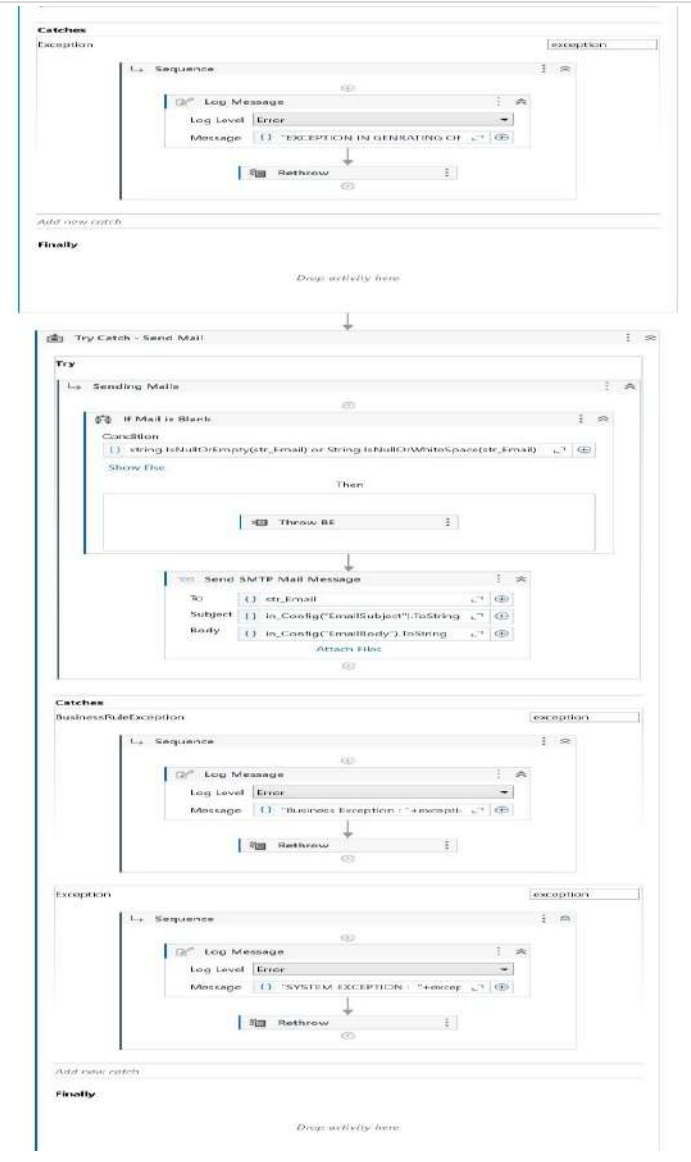 Catches
Exception
exception
Sequence
Log Message
Log Level Error
Message "EXCEPTION IN GENRATING OF
Rethrow
Add new catch
Finally
Drop activity here
Try Catch - Send Mail
Try
Sending Mails
If Mail is Blank
Condition
string.IsNullOrEmpty(str_Email) or String.IsNullOrWhiteSpace(str_Email)
Show Else
Then
Throw BE
Send SMTP Mail Message
To str_Email
Subject in_Config("EmailSubject").ToString
Body in_Config("EmailBody").ToString
Attach Files
Catches
BusinessRuleException
exception
Sequence
Log Message
Log Level Error
Message "Business Exception : "+excepti
Rethrow
Exception
exception
Sequence
Log Message
Log Level Error
Message "SYSTEM EXCEPTION : "+excep
Rethrow
Add new catch
Finally
Drop activity here